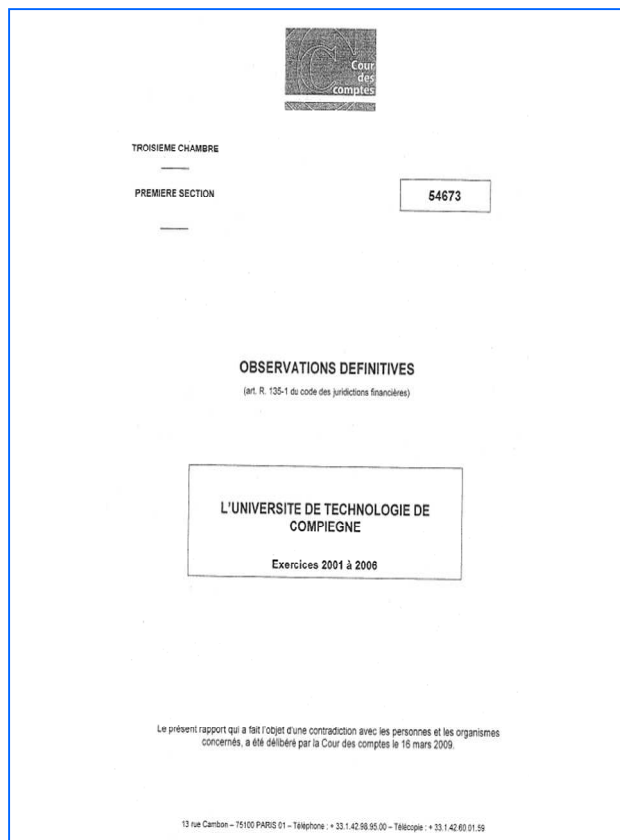 Cour
des
comptes
TROISIEME CHAMBRE
PREMIERE SECTION
54673
OBSERVATIONS DEFINITIVES
(art. R. 135-1 du code des juridictions financières)
L'UNIVERSITE DE TECHNOLOGIE DE
COMPIEGNE
Exercices 2001 à 2006
Le présent rapport qui a fait l'objet d'une contradiction avec les personnes et les organismes
concernés, a été délibéré par la Cour des comptes le 16 mars 2009.
13 rue Cambon – 75100 PARIS 01 – Téléphone : + 33.1.42.98.95.00 – Télécopie : + 33.1.42.60.01.59